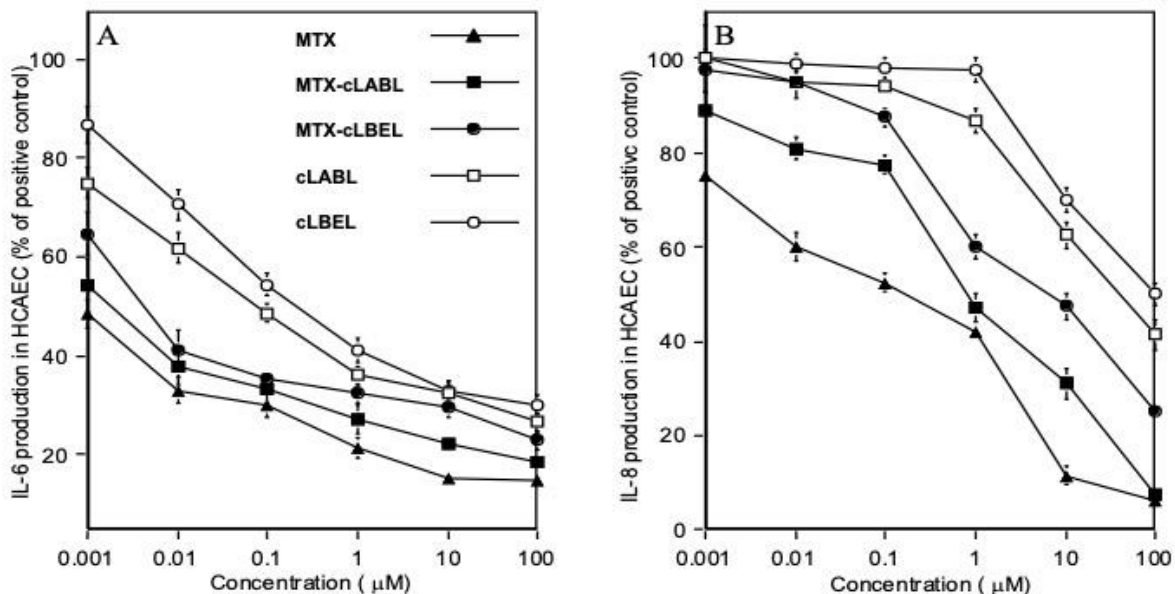 A
MTX
MTX-cLABL
MTX-cLBEL
cLABL
cLBEL
IL-6 production in HCAEC (% of positive control)
100
80
60
40
20
0.001 0.01 0.1 1 10 100
Concentration ( μM)
B
IL-8 production in HCAEC (% of positivc control)
100
80
60
40
20
0
0.001 0.01 0.1 1 10 100
Concentration ( μM)